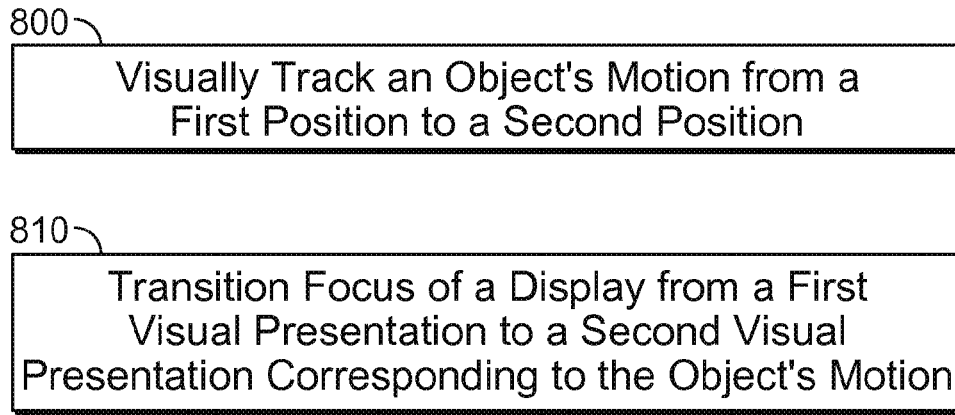 800
Visually Track an Object's Motion from a
First Position to a Second Position
810
Transition Focus of a Display from a First
Visual Presentation to a Second Visual
Presentation Corresponding to the Object's Motion